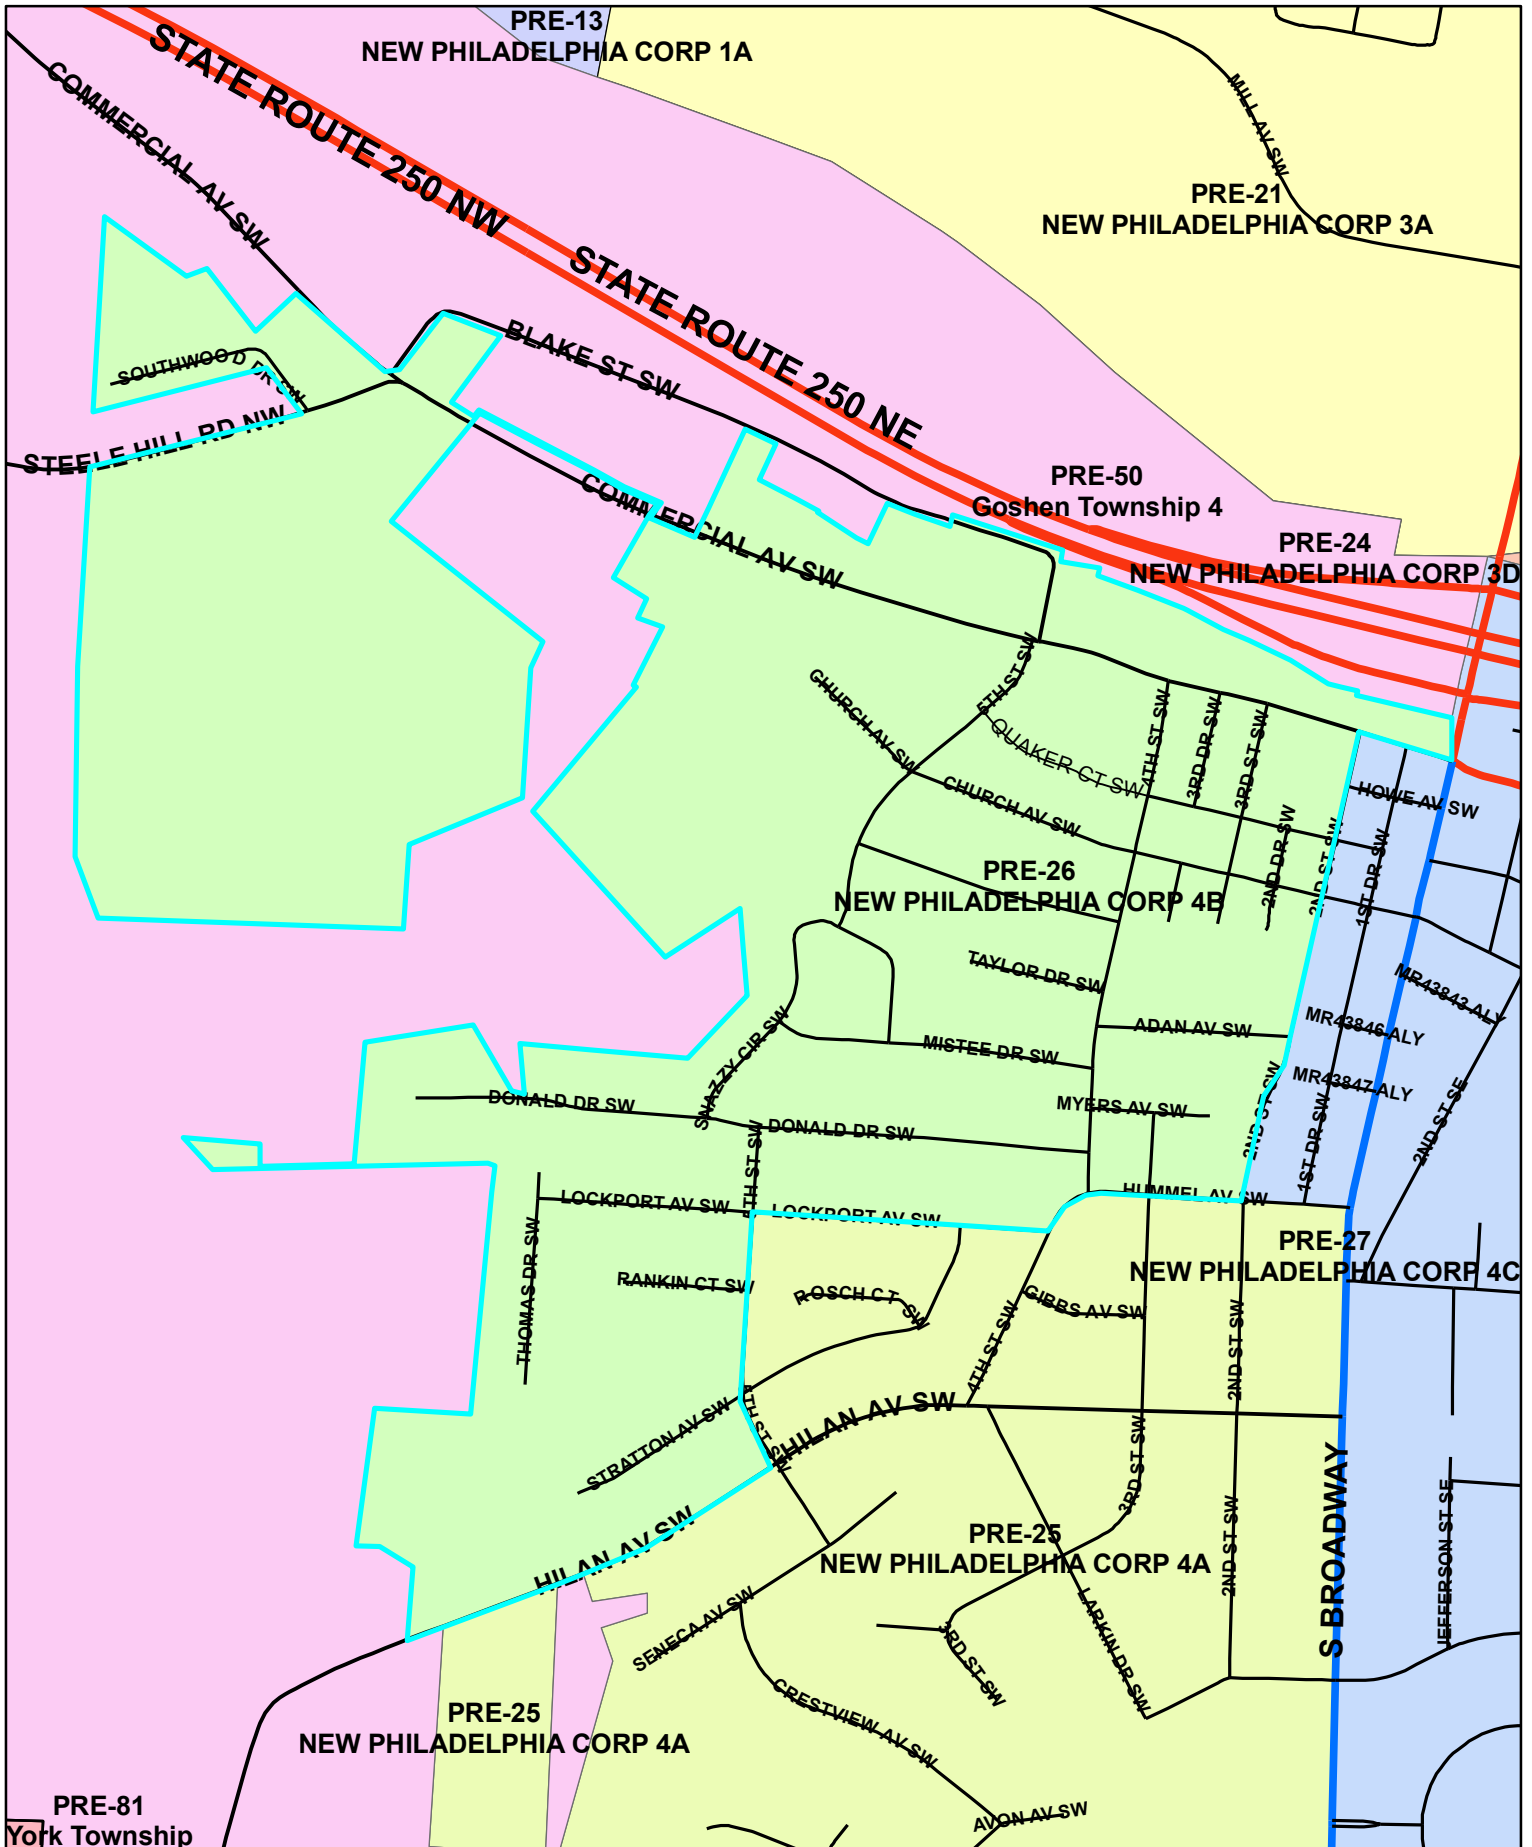 PRE-13
NEW PHILADELPHIA CORP 1A
STATE ROUTE 250 NW
COMMERCIAL AV SW
MILL AV SW
PRE-21
NEW PHILADELPHIA CORP 3A
STATE ROUTE 250 NE
BLAKE ST SW
SOUTHWOOD DR SW
STEELE HILL RD NW
PRE-50
Goshen Township 4
COMMERCIAL AV SW
PRE-24
NEW PHILADELPHIA CORP 3D
5TH ST SW
CHURCH AV SW
QUAKER CT SW
4TH ST SW
3RD DR SW
3RD ST SW
CHURCH AV SW
HOWE AV SW
2ND DR SW
2ND ST SW
1ST DR SW
PRE-26
NEW PHILADELPHIA CORP 4B
TAYLOR DR SW
MR43843 ALY
ADAN AV SW
MR43846 ALY
SNAZZY CIR SW
MISTEE DR SW
MR43847 ALY
DONALD DR SW
MYERS AV SW
2ND ST SW
2ND ST SE
DONALD DR SW
1ST DR SW
LOCKPORT AV SW
LOCKPORT AV SW
HUMMEL AV SW
PRE-27
NEW PHILADELPHIA CORP 4C
THOMAS DR SW
RANKIN CT SW
ROSCH CT SW
GIBBS AV SW
4TH ST SW
2ND ST SW
HILAN AV SW
STRATTON AV SW
3RD ST SW
S BROADWAY
JEFFERSON ST SE
HILAN AV SW
PRE-25
NEW PHILADELPHIA CORP 4A
2ND ST SW
SENECA AV SW
3RD ST SW
LARKIN DR SW
CRESTVIEW AV SW
PRE-25
NEW PHILADELPHIA CORP 4A
PRE-81
York Township
AVON AV SW